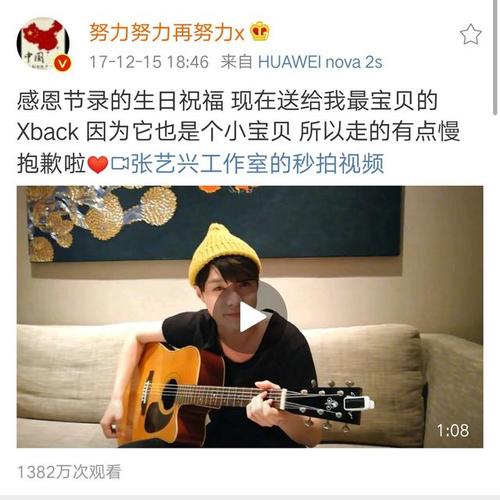 努力努力再努力x
17-12-15 18:46 来自 HUAWEI nova 2s
感恩节录的生日祝福 现在送给我最宝贝的
Xback 因为它也是个小宝贝 所以走的有点慢
抱歉啦❤️张艺兴工作室的秒拍视频
1:08
1382万次观看
中国